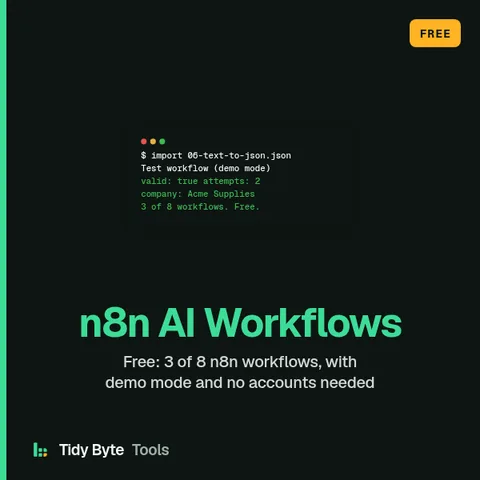 FREE
$ import 06-text-to-json.json
Test workflow (demo mode)
valid: true attempts: 2
company: Acme Supplies
3 of 8 workflows. Free.
n8n AI Workflows
Free: 3 of 8 n8n workflows, with
demo mode and no accounts needed
Tidy Byte Tools